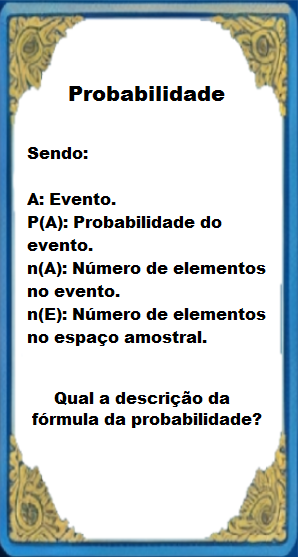 Probabilidade
Sendo:
A: Evento.
P(A): Probabilidade do
evento.
n(A): Número de elementos
no evento.
n(E): Número de elementos
no espaço amostral.
Qual a descrição da
fórmula da probabilidade?